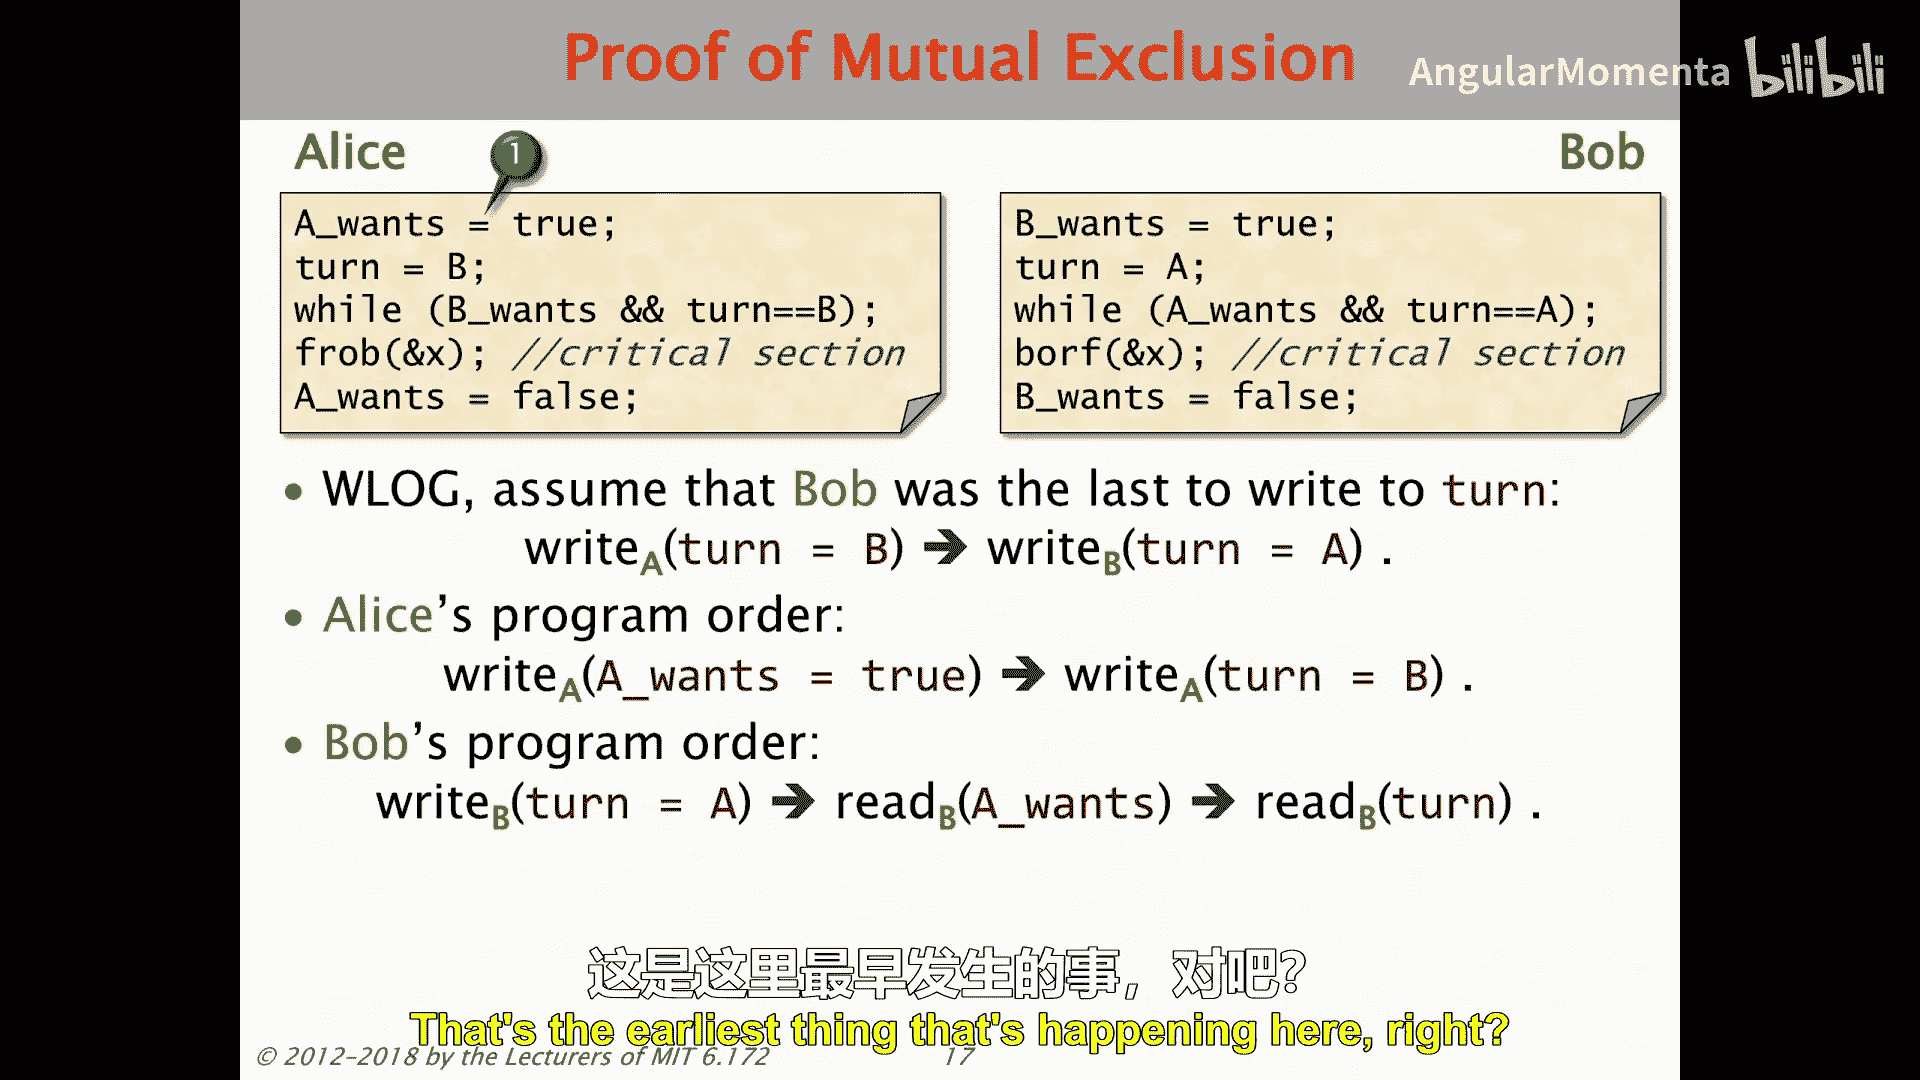 Proof of Mutual Exclusion
AngularMomenta bilibili
Alice
1
Bob
A_wants = true;
turn = B;
while (B_wants && turn==B);
frob(&x); //critical section
A_wants = false;
B_wants = true;
turn = A;
while (A_wants && turn==A);
borf(&x); //critical section
B_wants = false;
• WLOG, assume that Bob was the last to write to turn:
writeA(turn = B) ➔ writeB(turn = A) .
• Alice’s program order:
writeA(A_wants = true) ➔ writeA(turn = B) .
• Bob’s program order:
writeB(turn = A) ➔ readB(A_wants) ➔ readB(turn) .
这是这里最早发生的事，对吧？
That's the earliest thing that's happening here, right?
© 2012–2018 by the Lecturers of MIT 6.172
17